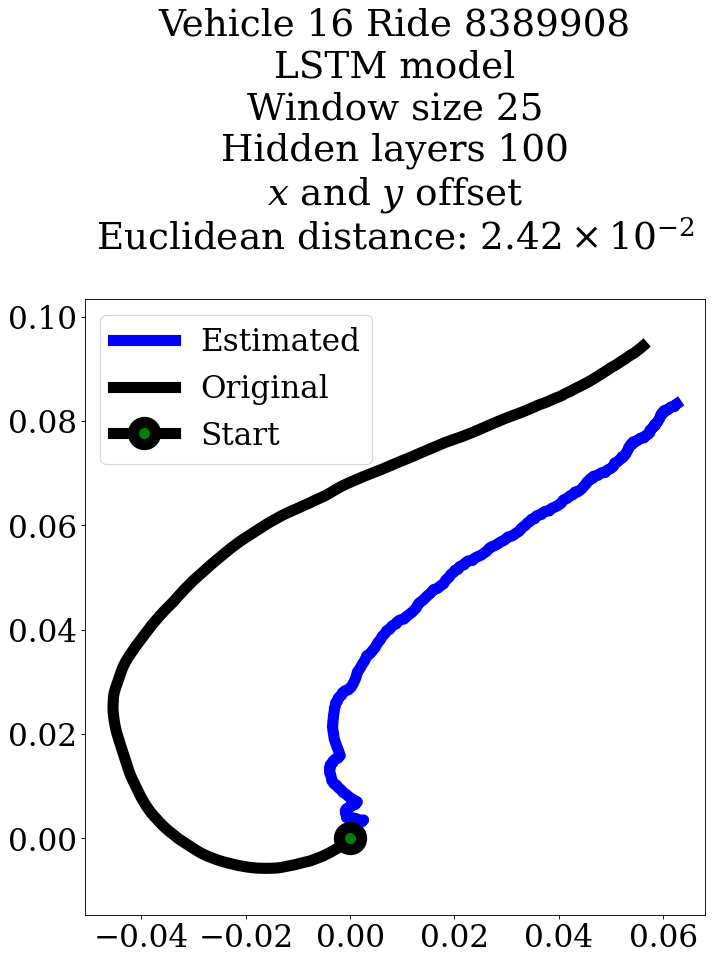 Vehicle 16 Ride 8389908
LSTM model
Window size 25
Hidden layers 100
x and y offset
Euclidean distance: 2.42 × 10⁻²
0.10
0.08
0.06
0.04
0.02
0.00
Estimated
Original
Start
−0.04 −0.02 0.00 0.02 0.04 0.06